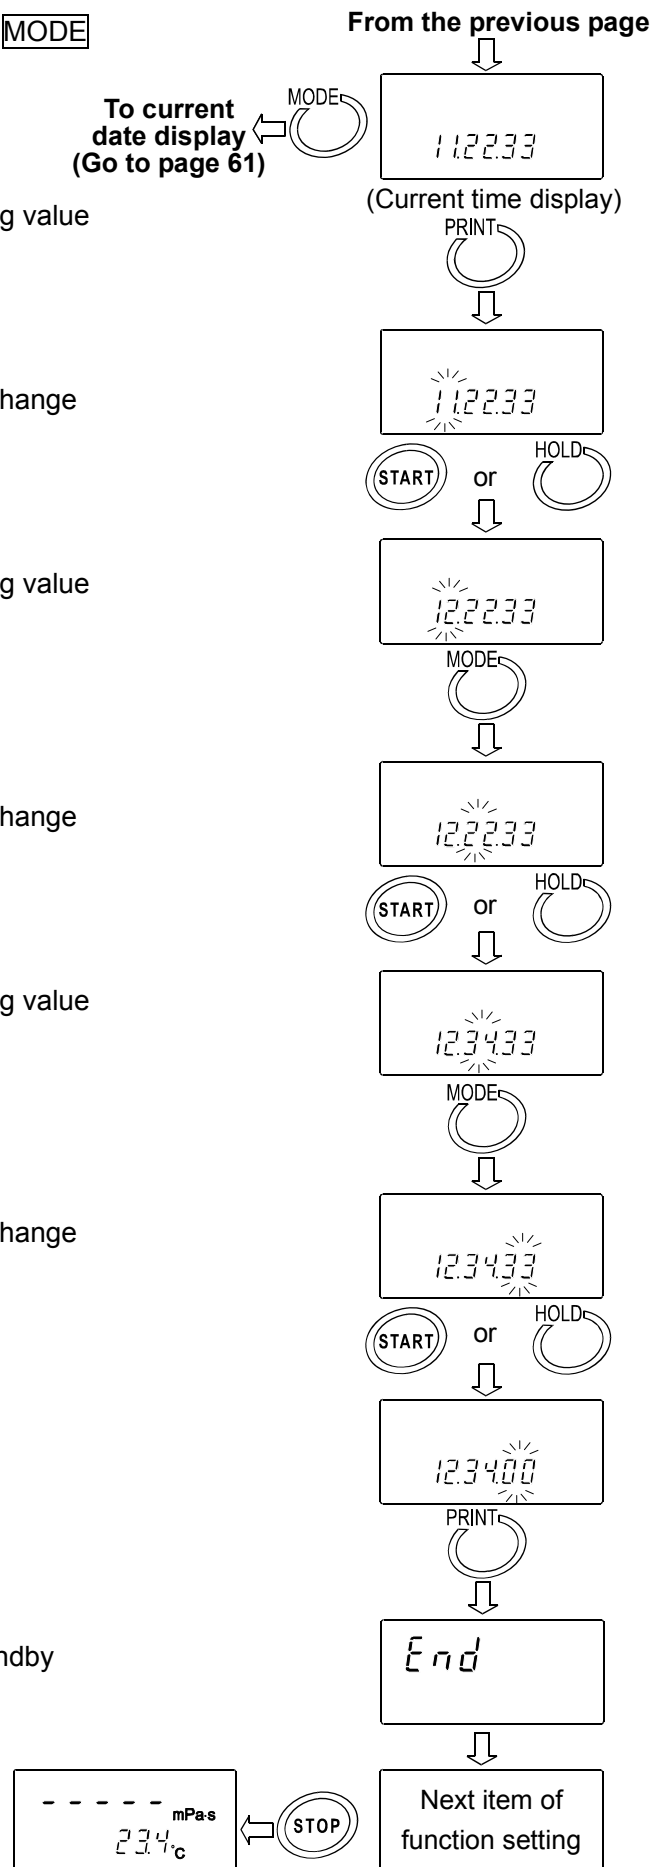 MODE
From the previous page
MODE
To current
date display
(Go to page 61)
11.22.33
(Current time display)
g value
PRINT
11.22.33
hange
START or HOLD
12.22.33
g value
MODE
12.22.33
hange
START or HOLD
12.34.33
g value
MODE
12.34.33
hange
START or HOLD
12.34.00
PRINT
End
ndby
- - - - - mPa·s
23.4 °C
STOP
Next item of
function setting